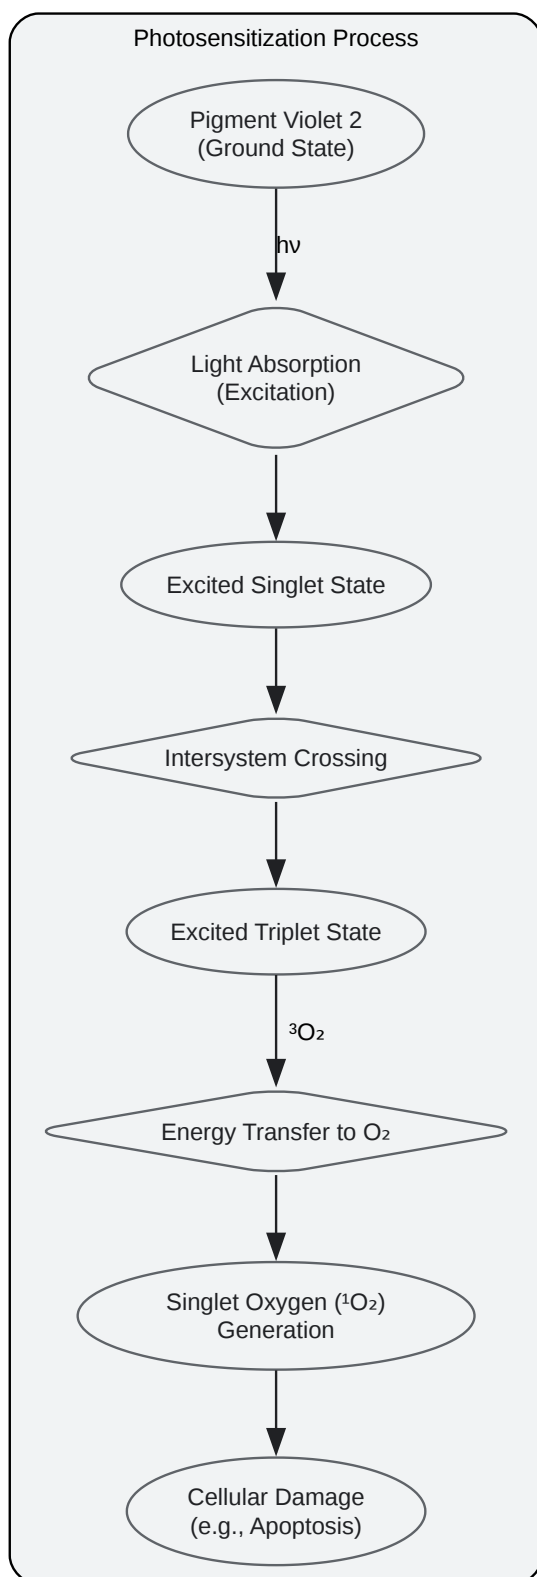 Photosensitization Process
Pigment Violet 2
(Ground State)
hν
Light Absorption
(Excitation)
Excited Singlet State
Intersystem Crossing
Excited Triplet State
³O₂
Energy Transfer to O₂
Singlet Oxygen (¹O₂)
Generation
Cellular Damage
(e.g., Apoptosis)